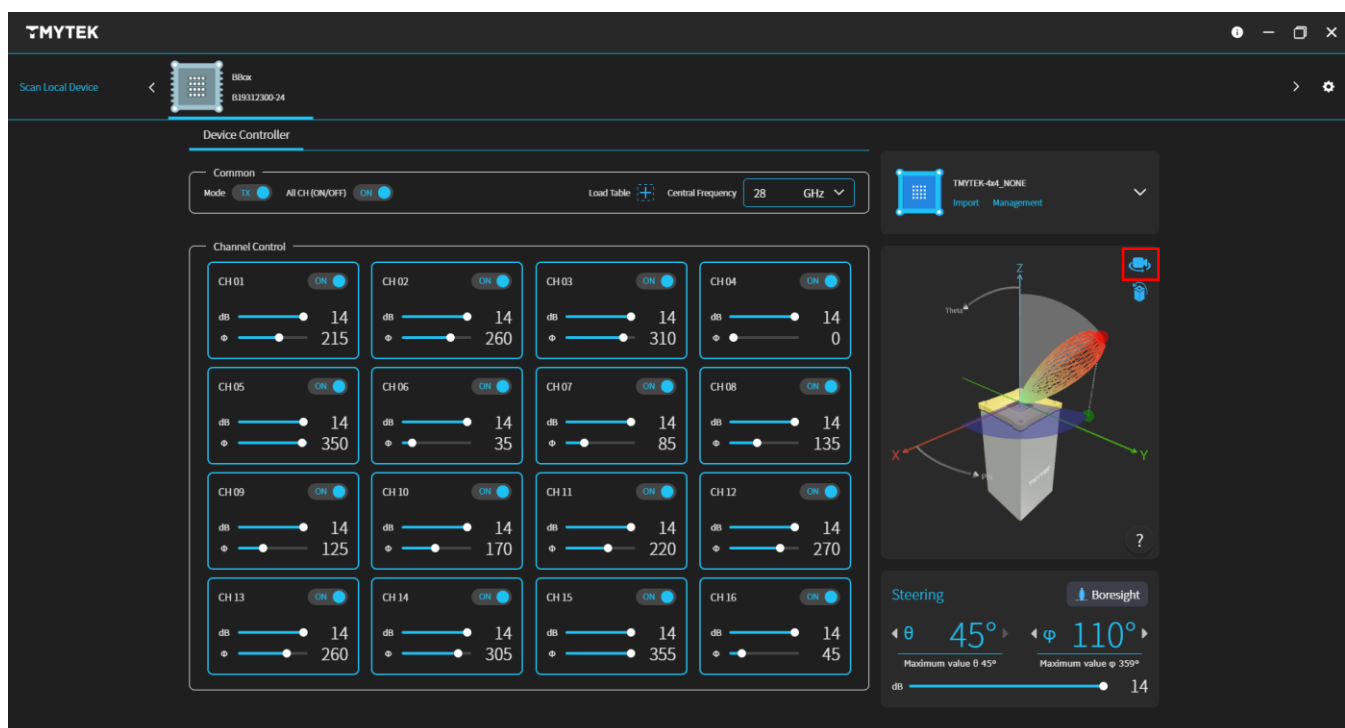 TMYTEK
Scan Local Device
BBox
B19312300-24
Device Controller
Common
Mode TX All CH (ON/OFF) ON Load Table Central Frequency 28 GHz
Channel Control
CH 01 ON CH 02 ON CH 03 ON CH 04 ON
dB 14 dB 14 dB 14 dB 14
Φ 215 Φ 260 Φ 310 Φ 0
CH 05 ON CH 06 ON CH 07 ON CH 08 ON
dB 14 dB 14 dB 14 dB 14
Φ 350 Φ 35 Φ 85 Φ 135
CH 09 ON CH 10 ON CH 11 ON CH 12 ON
dB 14 dB 14 dB 14 dB 14
Φ 125 Φ 170 Φ 220 Φ 270
CH 13 ON CH 14 ON CH 15 ON CH 16 ON
dB 14 dB 14 dB 14 dB 14
Φ 260 Φ 305 Φ 355 Φ 45
TMYTEK-4x4_NONE
Import Management
Z
Theta
X
Y
Phi
TMYTEK
?
Steering Boresight
θ 45° φ 110°
Maximum value θ 45° Maximum value φ 359°
dB 14